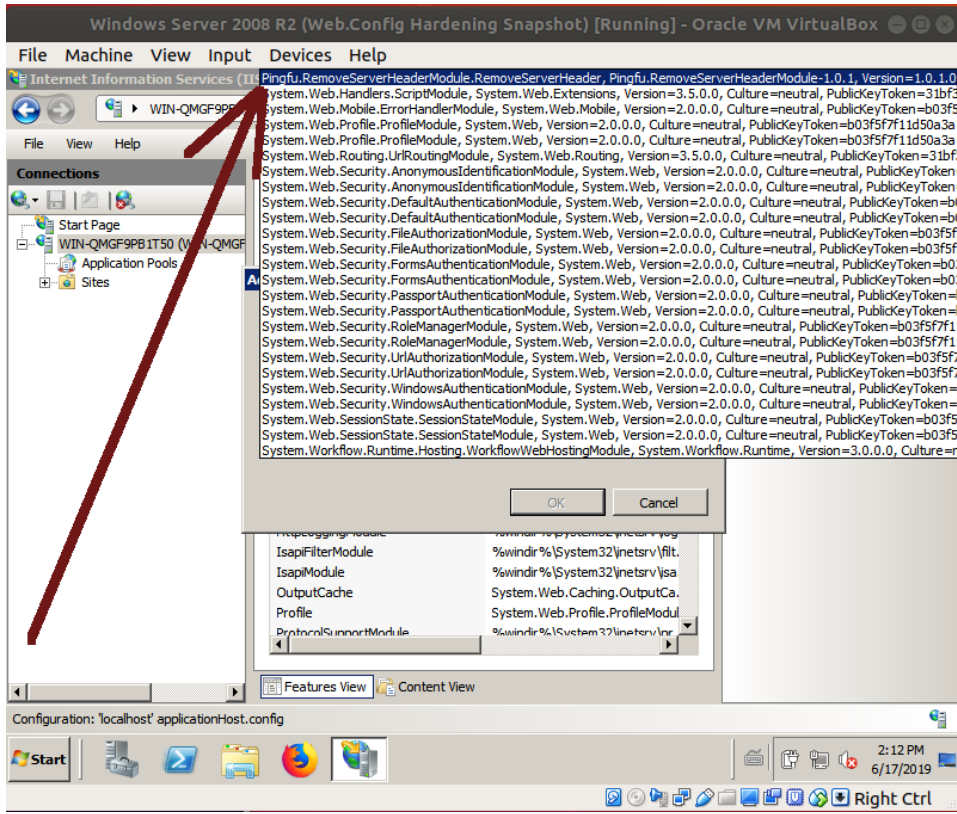 Windows Server 2008 R2 (Web.Config Hardening Snapshot) [Running] - Oracle VM VirtualBox
File Machine View Input Devices Help
Internet Information Services (IIS
WIN-QMGF9PB
File View Help
Connections
Start Page
WIN-QMGF9PB1T50 (WIN-QMGF
Application Pools
Sites
Pingfu.RemoveServerHeaderModule.RemoveServerHeader, Pingfu.RemoveServerHeaderModule-1.0.1, Version=1.0.1.0
System.Web.Handlers.ScriptModule, System.Web.Extensions, Version=3.5.0.0, Culture=neutral, PublicKeyToken=31bf3
System.Web.Mobile.ErrorHandlerModule, System.Web.Mobile, Version=2.0.0.0, Culture=neutral, PublicKeyToken=b03f5
System.Web.Profile.ProfileModule, System.Web, Version=2.0.0.0, Culture=neutral, PublicKeyToken=b03f5f7f11d50a3a
System.Web.Profile.ProfileModule, System.Web, Version=2.0.0.0, Culture=neutral, PublicKeyToken=b03f5f7f11d50a3a
System.Web.Routing.UrlRoutingModule, System.Web.Routing, Version=3.5.0.0, Culture=neutral, PublicKeyToken=31bf
System.Web.Security.AnonymousIdentificationModule, System.Web, Version=2.0.0.0, Culture=neutral, PublicKeyToken
System.Web.Security.AnonymousIdentificationModule, System.Web, Version=2.0.0.0, Culture=neutral, PublicKeyToken
System.Web.Security.DefaultAuthenticationModule, System.Web, Version=2.0.0.0, Culture=neutral, PublicKeyToken=b
System.Web.Security.DefaultAuthenticationModule, System.Web, Version=2.0.0.0, Culture=neutral, PublicKeyToken=b
System.Web.Security.FileAuthorizationModule, System.Web, Version=2.0.0.0, Culture=neutral, PublicKeyToken=b03f5f
System.Web.Security.FileAuthorizationModule, System.Web, Version=2.0.0.0, Culture=neutral, PublicKeyToken=b03f5f
System.Web.Security.FormsAuthenticationModule, System.Web, Version=2.0.0.0, Culture=neutral, PublicKeyToken=b03
System.Web.Security.FormsAuthenticationModule, System.Web, Version=2.0.0.0, Culture=neutral, PublicKeyToken=b03
System.Web.Security.PassportAuthenticationModule, System.Web, Version=2.0.0.0, Culture=neutral, PublicKeyToken=
System.Web.Security.PassportAuthenticationModule, System.Web, Version=2.0.0.0, Culture=neutral, PublicKeyToken=
System.Web.Security.RoleManagerModule, System.Web, Version=2.0.0.0, Culture=neutral, PublicKeyToken=b03f5f7f1
System.Web.Security.RoleManagerModule, System.Web, Version=2.0.0.0, Culture=neutral, PublicKeyToken=b03f5f7f1
System.Web.Security.UrlAuthorizationModule, System.Web, Version=2.0.0.0, Culture=neutral, PublicKeyToken=b03f5f7
System.Web.Security.UrlAuthorizationModule, System.Web, Version=2.0.0.0, Culture=neutral, PublicKeyToken=b03f5f7
System.Web.Security.WindowsAuthenticationModule, System.Web, Version=2.0.0.0, Culture=neutral, PublicKeyToken=
System.Web.Security.WindowsAuthenticationModule, System.Web, Version=2.0.0.0, Culture=neutral, PublicKeyToken=
System.Web.SessionState.SessionStateModule, System.Web, Version=2.0.0.0, Culture=neutral, PublicKeyToken=b03f5
System.Web.SessionState.SessionStateModule, System.Web, Version=2.0.0.0, Culture=neutral, PublicKeyToken=b03f5
System.Workflow.Runtime.Hosting.WorkflowWebHostingModule, System.Workflow.Runtime, Version=3.0.0.0, Culture=
OK Cancel
IsapiFilterModule %windir%\System32\inetsrv\filt.
IsapiModule %windir%\System32\inetsrv\isa
OutputCache System.Web.Caching.OutputCa.
Profile System.Web.Profile.ProfileModul
ProtocolSupportModule %windir%\System32\inetsrv\pr
Features View Content View
Configuration: 'localhost' applicationHost.config
Start
2:12 PM
6/17/2019
Right Ctrl